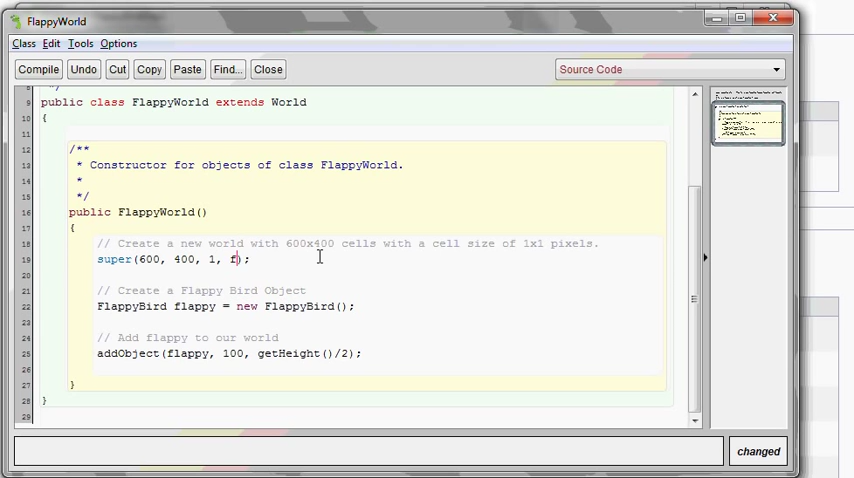 FlappyWorld
Class Edit Tools Options
Compile Undo Cut Copy Paste Find... Close Source Code
8 */
9 public class FlappyWorld extends World
10 {
11
12 /**
13 * Constructor for objects of class FlappyWorld.
14 *
15 */
16 public FlappyWorld()
17 {
18 // Create a new world with 600x400 cells with a cell size of 1x1 pixels.
19 super(600, 400, 1, f);
20
21 // Create a Flappy Bird Object
22 FlappyBird flappy = new FlappyBird();
23
24 // Add flappy to our world
25 addObject(flappy, 100, getHeight()/2);
26
27 }
28 }
29
changed